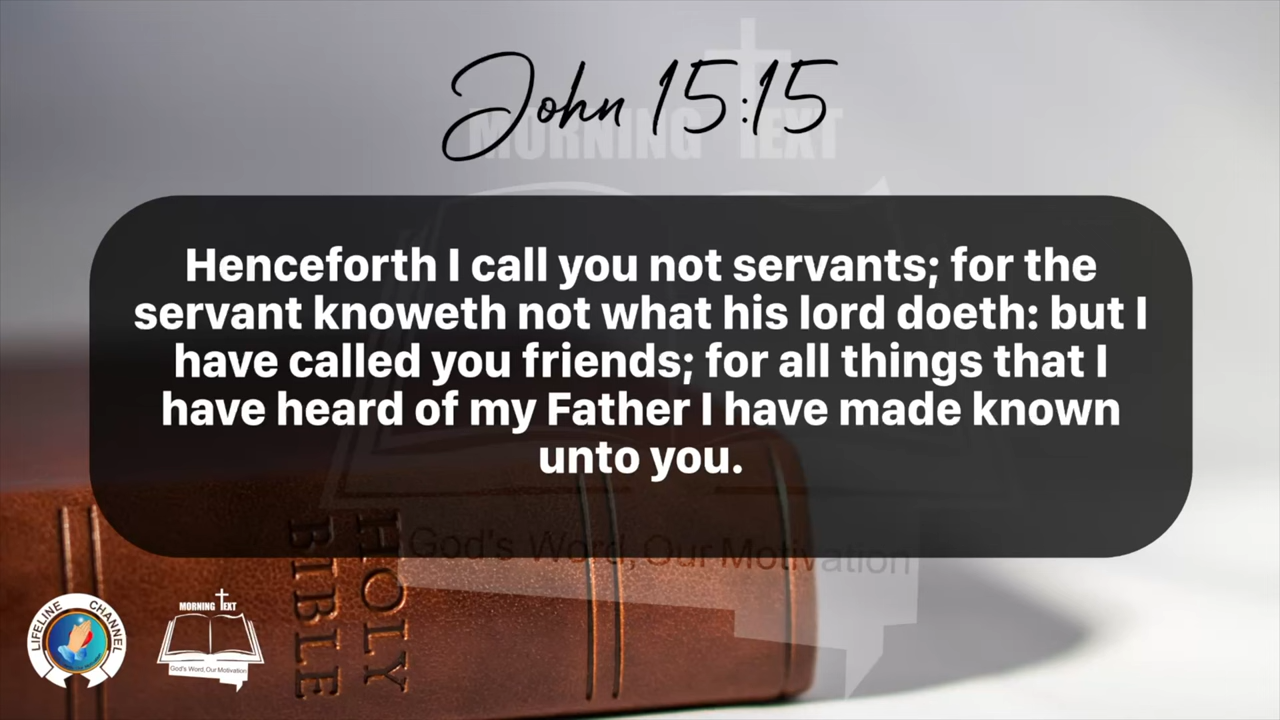 John 15:15
MORNING TEXT
Henceforth I call you not servants; for the
servant knoweth not what his lord doeth: but I
have called you friends; for all things that I
have heard of my Father I have made known
unto you.
God's Word, Our Motivation
HOLY
BIBLE
LIFELINE CHANNEL
MORNING TEXT
God's Word, Our Motivation